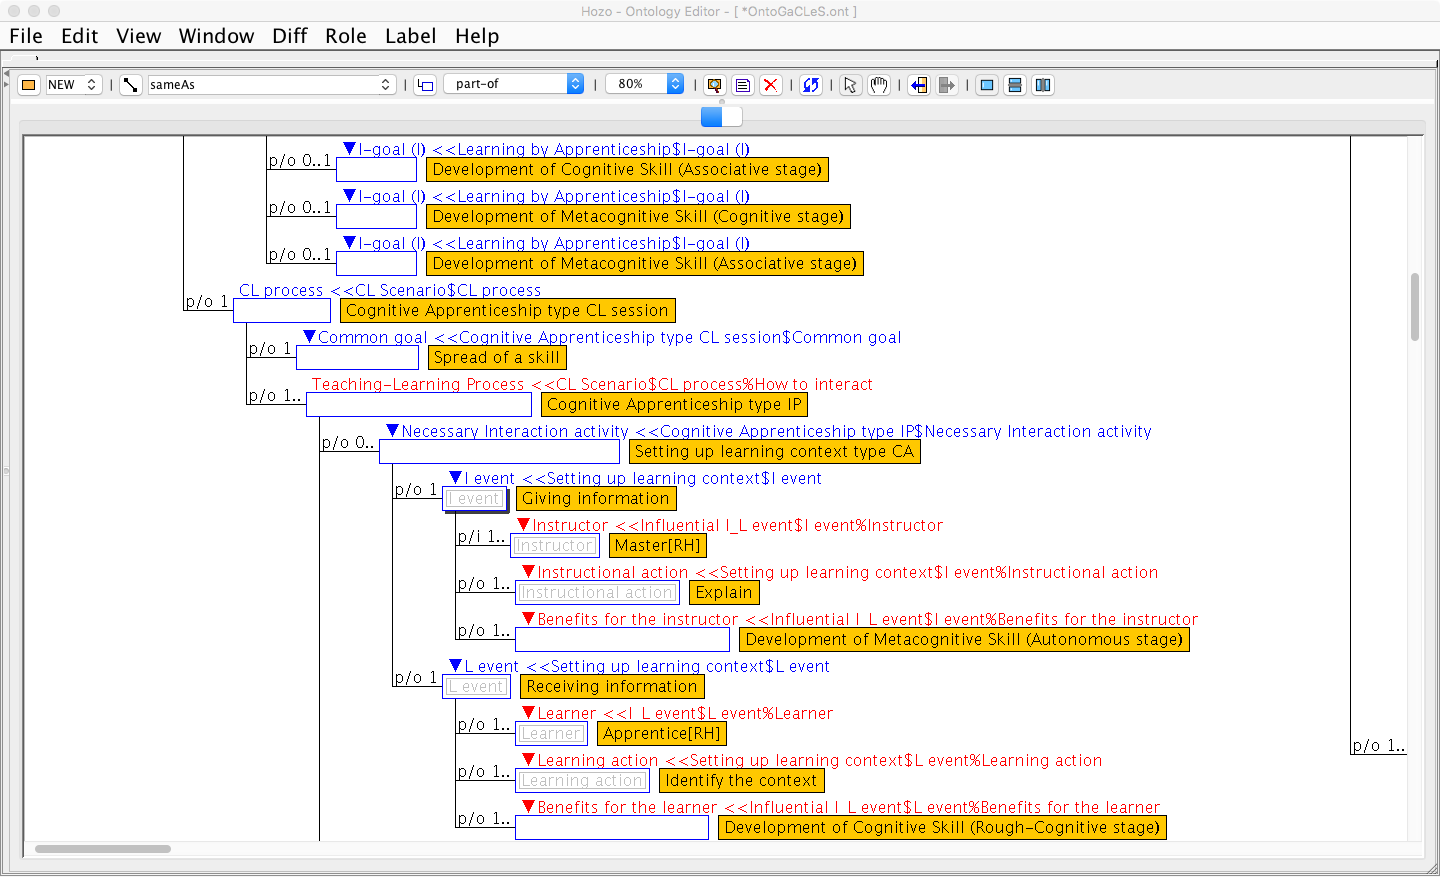 Hozo - Ontology Editor - [ *OntoGaCLeS.ont ]
File Edit View Window Diff Role Label Help
NEW sameAs part-of 80%
I-goal (I) <<Learning by Apprenticeship$I-goal (I)
p/o 0..1 Development of Cognitive Skill (Associative stage)
I-goal (I) <<Learning by Apprenticeship$I-goal (I)
p/o 0..1 Development of Metacognitive Skill (Cognitive stage)
I-goal (I) <<Learning by Apprenticeship$I-goal (I)
p/o 0..1 Development of Metacognitive Skill (Associative stage)
CL process <<CL Scenario$CL process
p/o 1 Cognitive Apprenticeship type CL session
Common goal <<Cognitive Apprenticeship type CL session$Common goal
p/o 1 Spread of a skill
Teaching-Learning Process <<CL Scenario$CL process%How to interact
p/o 1.. Cognitive Apprenticeship type IP
Necessary Interaction activity <<Cognitive Apprenticeship type IP$Necessary Interaction activity
p/o 0.. Setting up learning context type CA
I event <<Setting up learning context$I event
p/o 1 I event Giving information
Instructor <<Influential I_L event$I event%Instructor
p/i 1.. Instructor Master[RH]
Instructional action <<Setting up learning context$I event%Instructional action
p/o 1.. Instructional action Explain
Benefits for the instructor <<Influential I_L event$I event%Benefits for the instructor
p/o 1.. Development of Metacognitive Skill (Autonomous stage)
L event <<Setting up learning context$L event
p/o 1 L event Receiving information
Learner <<I_L event$L event%Learner
p/o 1.. Learner Apprentice[RH]
p/o 1..
Learning action <<Setting up learning context$L event%Learning action
p/o 1.. Learning action Identify the context
Benefits for the learner <<Influential I_L event$L event%Benefits for the learner
p/o 1.. Development of Cognitive Skill (Rough-Cognitive stage)